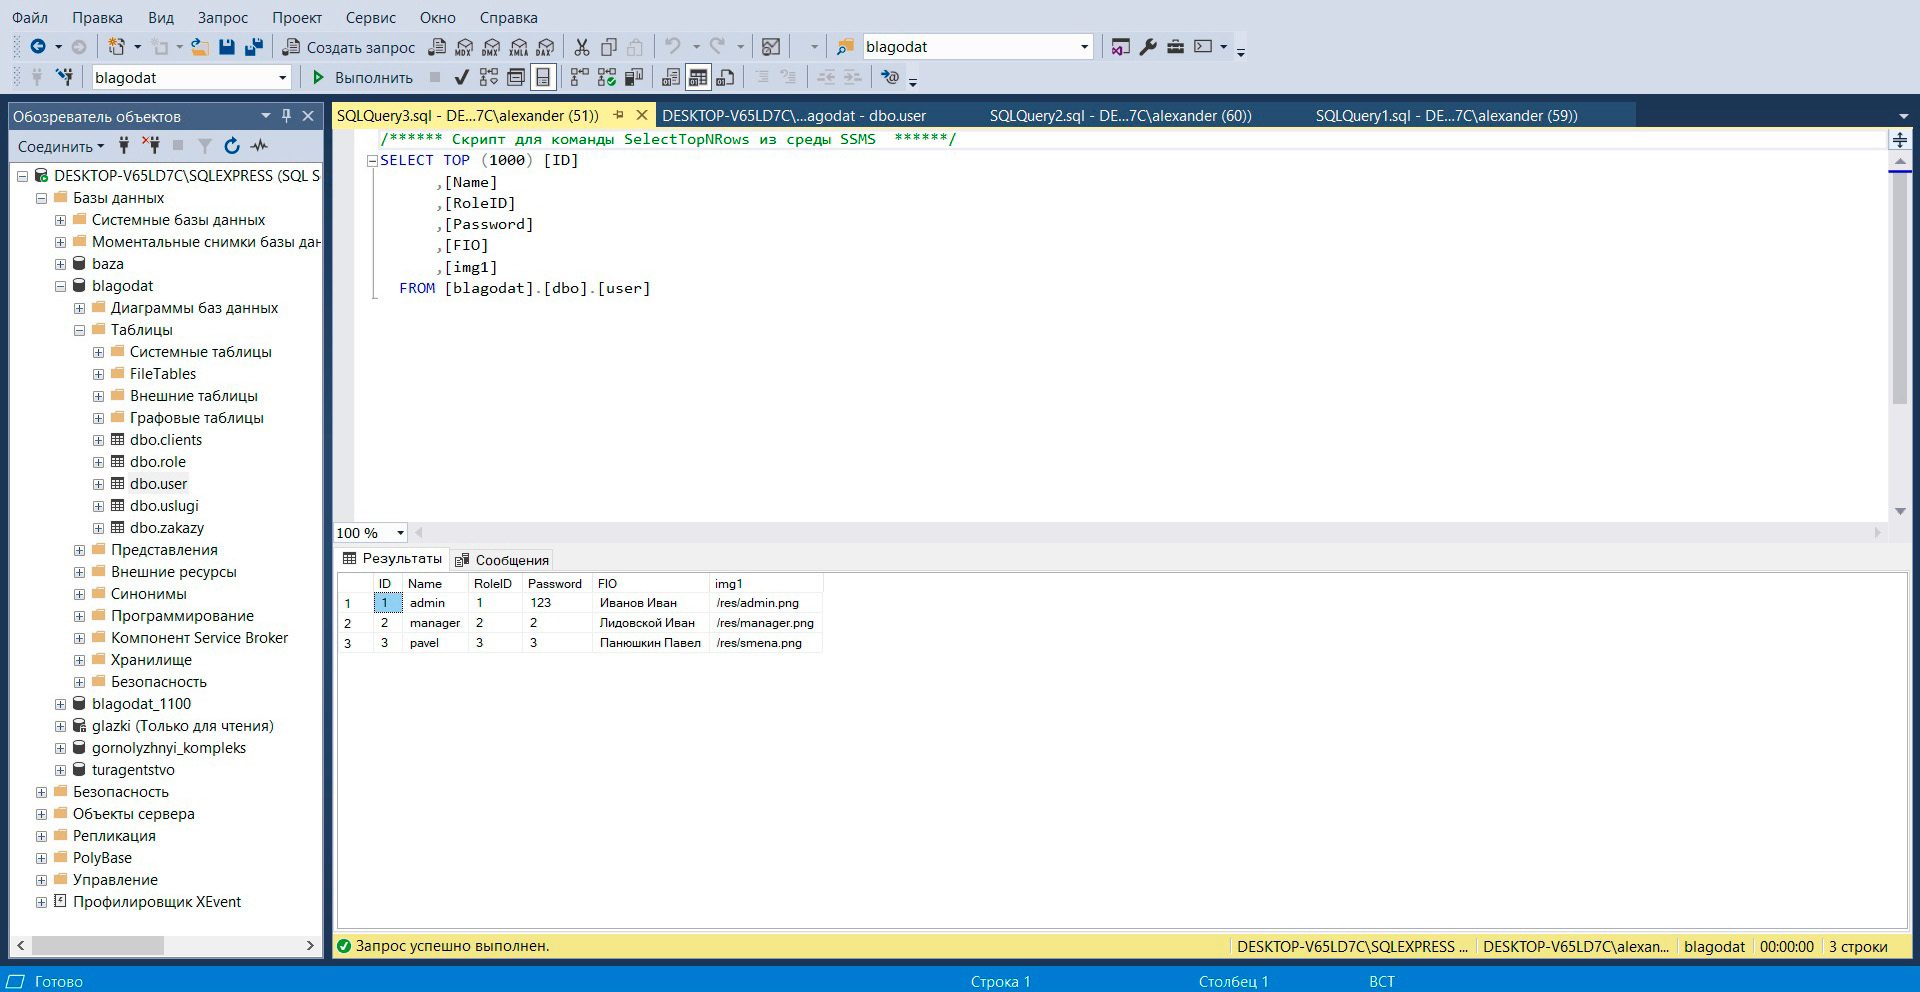 Файл Правка Вид Запрос Проект Сервис Окно Справка
Создать запрос MDX DMX XMLA DAX blagodat
blagodat Выполнить
Обозреватель объектов
Соединить
DESKTOP-V65LD7C\SQLEXPRESS (SQL S
Базы данных
Системные базы данных
Моментальные снимки базы дан
baza
blagodat
Диаграммы баз данных
Таблицы
Системные таблицы
FileTables
Внешние таблицы
Графовые таблицы
dbo.clients
dbo.role
dbo.user
dbo.uslugi
dbo.zakazy
Представления
Внешние ресурсы
Синонимы
Программирование
Компонент Service Broker
Хранилище
Безопасность
blagodat_1100
glazki (Только для чтения)
gornolyzhnyi_kompleks
turagentstvo
Безопасность
Объекты сервера
Репликация
PolyBase
Управление
Профилировщик XEvent
SQLQuery3.sql - DE...7C\alexander (51)) DESKTOP-V65LD7C\...agodat - dbo.user SQLQuery2.sql - DE...7C\alexander (60)) SQLQuery1.sql - DE...7C\alexander (59))
/****** Скрипт для команды SelectTopNRows из среды SSMS  ******/
SELECT TOP (1000) [ID]
,[Name]
,[RoleID]
,[Password]
,[FIO]
,[img1]
FROM [blagodat].[dbo].[user]
100 %
Результаты Сообщения
ID Name RoleID Password FIO img1
1 1 admin 1 123 Иванов Иван /res/admin.png
2 2 manager 2 2 Лидовской Иван /res/manager.png
3 3 pavel 3 3 Панюшкин Павел /res/smena.png
Запрос успешно выполнен. DESKTOP-V65LD7C\SQLEXPRESS ... DESKTOP-V65LD7C\alexan... blagodat 00:00:00 3 строки
Готово Строка 1 Столбец 1 ВСТ